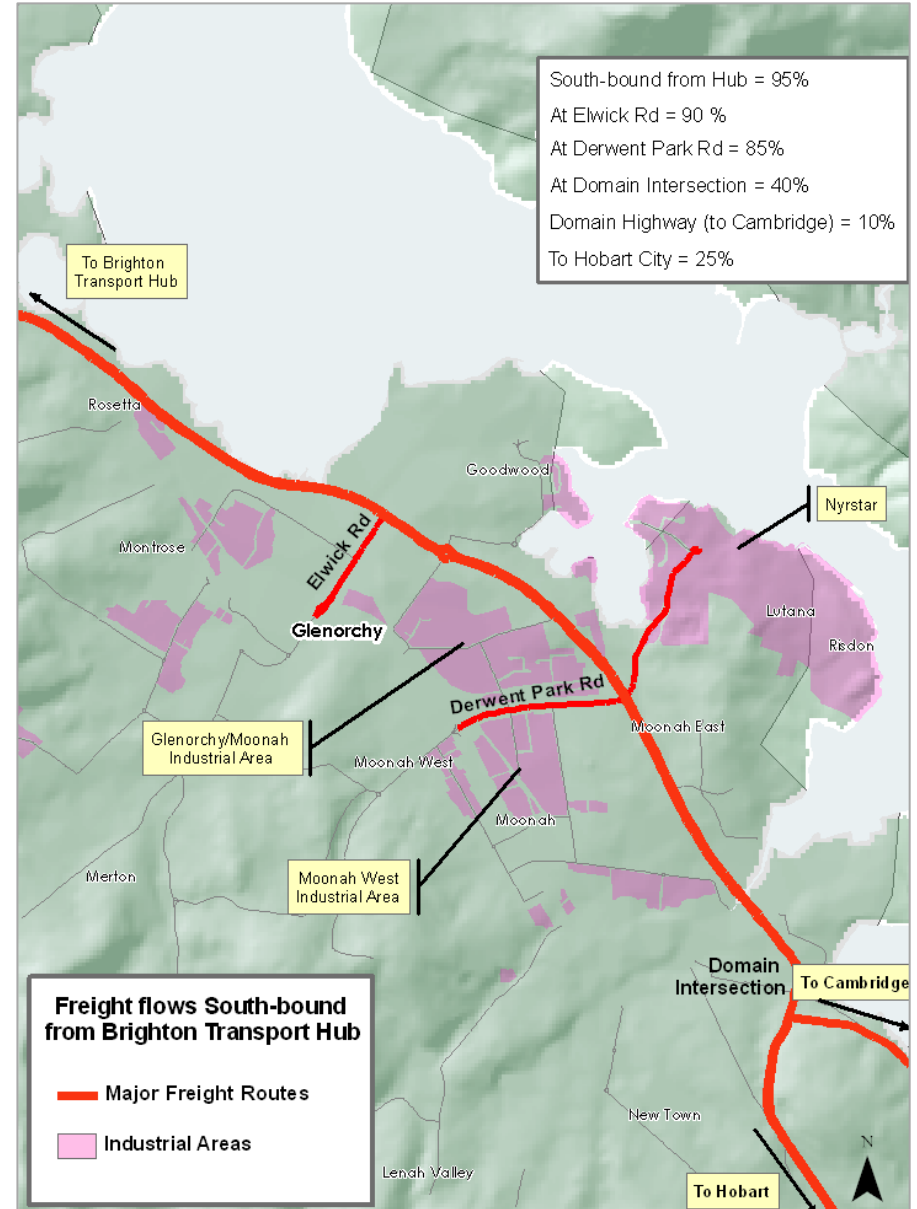 South-bound from Hub = 95%
At Elwick Rd = 90 %
At Derwent Park Rd = 85%
At Domain Intersection = 40%
Domain Highway (to Cambridge) = 10%
To Hobart City = 25%
To Brighton
Transport Hub
Rosetta
Goodwood
Nyrstar
Montrose
Elwick Rd
Glenorchy
Lutana
Risdon
Derwent Park Rd
Moonah East
Glenorchy/Moonah
Industrial Area
Moonah West
Moonah
Merton
Moonah West
Industrial Area
Domain
Intersection
To Cambridge
Freight flows South-bound
from Brighton Transport Hub
Major Freight Routes
Industrial Areas
New Town
Lenah Valley
To Hobart
N